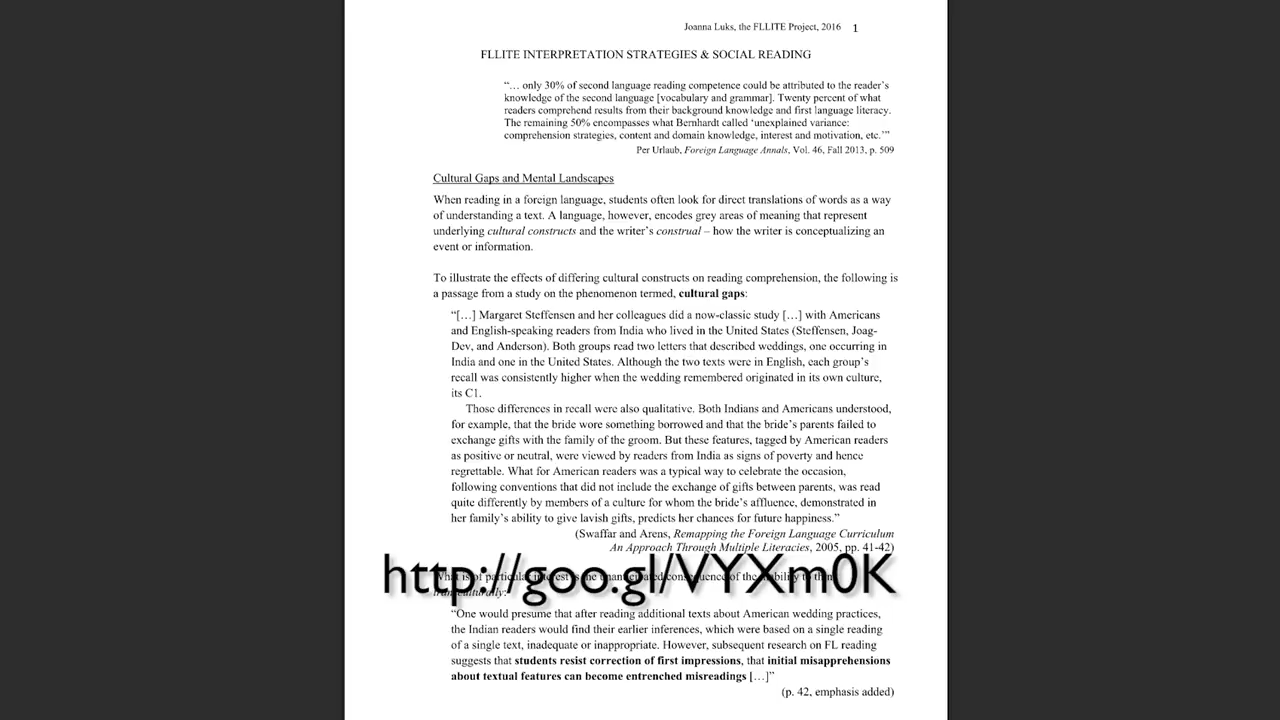 Joanna Luks, the FLLITE Project, 2016 1
FLLITE INTERPRETATION STRATEGIES & SOCIAL READING
“… only 30% of second language reading competence could be attributed to the reader’s
knowledge of the second language [vocabulary and grammar]. Twenty percent of what
readers comprehend results from their background knowledge and first language literacy.
The remaining 50% encompasses what Bernhardt called ‘unexplained variance:
comprehension strategies, content and domain knowledge, interest and motivation, etc.’”
Per Urlaub, Foreign Language Annals, Vol. 46, Fall 2013, p. 509
Cultural Gaps and Mental Landscapes
When reading in a foreign language, students often look for direct translations of words as a way
of understanding a text. A language, however, encodes grey areas of meaning that represent
underlying cultural constructs and the writer’s construal – how the writer is conceptualizing an
event or information.
To illustrate the effects of differing cultural constructs on reading comprehension, the following is
a passage from a study on the phenomenon termed, cultural gaps:
“[…] Margaret Steffensen and her colleagues did a now-classic study […] with Americans
and English-speaking readers from India who lived in the United States (Steffensen, Joag-
Dev, and Anderson). Both groups read two letters that described weddings, one occurring in
India and one in the United States. Although the two texts were in English, each group’s
recall was consistently higher when the wedding remembered originated in its own culture,
its C1.
Those differences in recall were also qualitative. Both Indians and Americans understood,
for example, that the bride wore something borrowed and that the bride’s parents failed to
exchange gifts with the family of the groom. But these features, tagged by American readers
as positive or neutral, were viewed by readers from India as signs of poverty and hence
regrettable. What for American readers was a typical way to celebrate the occasion,
following conventions that did not include the exchange of gifts between parents, was read
quite differently by members of a culture for whom the bride’s affluence, demonstrated in
her family’s ability to give lavish gifts, predicts her chances for future happiness.”
(Swaffar and Arens, Remapping the Foreign Language Curriculum
An Approach Through Multiple Literacies, 2005, pp. 41-42)
http://goo.gl/VYXm0K
What is of particular interest is the unanticipated consequence of the inability to think
transculturally:
“One would presume that after reading additional texts about American wedding practices,
the Indian readers would find their earlier inferences, which were based on a single reading
of a single text, inadequate or inappropriate. However, subsequent research on FL reading
suggests that students resist correction of first impressions, that initial misapprehensions
about textual features can become entrenched misreadings […]”
(p. 42, emphasis added)